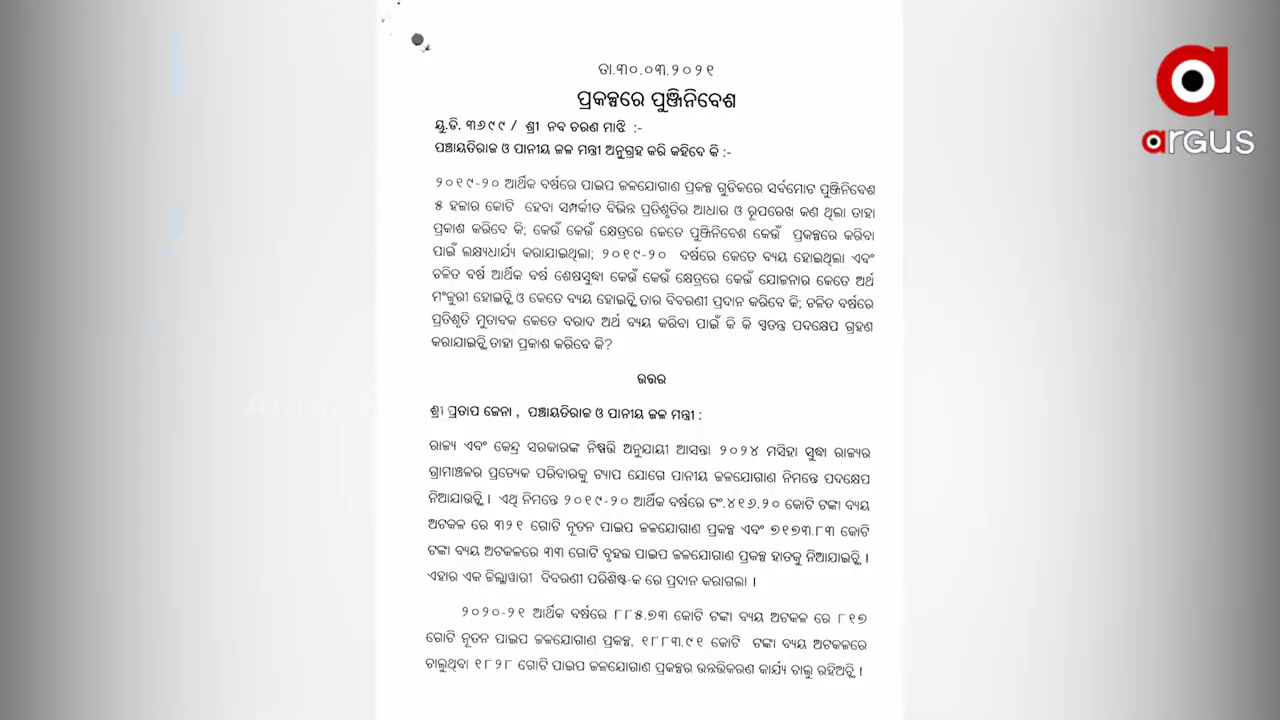 ତା.୩୦.୦୩.୨୦୨୧
ପ୍ରକଳ୍ପରେ ପୁଞ୍ଜିନିବେଶ
ୟୁ.ଡି. ୩୬୯୯ / ଶ୍ରୀ ନବ ଚରଣ ମାଝି :-
ପଞ୍ଚାୟତିରାଜ ଓ ପାନୀୟ ଜଳ ମନ୍ତ୍ରୀ ଅନୁଗ୍ରହ କରି କହିବେ କି :-
୨୦୧୯-୨୦ ଆର୍ଥିକ ବର୍ଷରେ ପାଇପ ଜଳଯୋଗାଣ ପ୍ରକଳ୍ପ ଗୁଡିକରେ ସର୍ବମୋଟ ପୁଞ୍ଜିନିବେଶ
୫ ହଜାର କୋଟି ହେବା ସମ୍ପର୍କୀତ ବିଭିନ୍ନ ପ୍ରତିଶୃତିର ଆଧାର ଓ ରୂପରେଖ କଣ ଥିଲା ତାହା
ପ୍ରକାଶ କରିବେ କି; କେଉଁ କେଉଁ କ୍ଷେତ୍ରରେ କେତେ ପୁଞ୍ଜିନିବେଶ କେଉଁ ପ୍ରକଳ୍ପରେ କରିବା
ପାଇଁ ଲକ୍ଷ୍ୟଧାର୍ଯ୍ୟ କରାଯାଇଥିଲା; ୨୦୧୯-୨୦ ବର୍ଷରେ କେତେ ବ୍ୟୟ ହୋଇଥିଲା ଏବଂ
ଚଳିତ ବର୍ଷ ଆର୍ଥିକ ବର୍ଷ ଶେଷସୁଦ୍ଧା କେଉଁ କେଉଁ କ୍ଷେତ୍ରରେ କେଉଁ ଯୋଜନାର କେତେ ଅର୍ଥ
ମଂଜୁରୀ ହୋଇଛି ଓ କେତେ ବ୍ୟୟ ହୋଇଛି ତାର ବିବରଣୀ ପ୍ରଦାନ କରିବେ କି; ଚଳିତ ବର୍ଷରେ
ପ୍ରତିଶୃତି ମୁତାବକ କେତେ ବରାଦ ଅର୍ଥ ବ୍ୟୟ କରିବା ପାଇଁ କି କି ସ୍ୱତନ୍ତ୍ର ପଦକ୍ଷେପ ଗ୍ରହଣ
କରାଯାଇଛି ତାହା ପ୍ରକାଶ କରିବେ କି?
ଉତ୍ତର
ଶ୍ରୀ ପ୍ରତାପ ଜେନା , ପଞ୍ଚାୟତିରାଜ ଓ ପାନୀୟ ଜଳ ମନ୍ତ୍ରୀ :
ରାଜ୍ୟ ଏବଂ କେନ୍ଦ୍ର ସରକାରଙ୍କ ନିଷ୍ପତ୍ତି ଅନୁଯାୟୀ ଆସନ୍ତା ୨୦୨୪ ମସିହା ସୁଦ୍ଧା ରାଜ୍ୟର
ଗ୍ରାମାଞ୍ଚଳର ପ୍ରତ୍ୟେକ ପରିବାରକୁ ଟ୍ୟାପ ଯୋଗେ ପାନୀୟ ଜଳଯୋଗାଣ ନିମନ୍ତେ ପଦକ୍ଷେପ
ନିଆଯାଉଛି । ଏଥି ନିମନ୍ତେ ୨୦୧୯-୨୦ ଆର୍ଥିକ ବର୍ଷରେ ଟଂ.୪୧୬.୨୦ କୋଟି ଟଙ୍କା ବ୍ୟୟ
ଅଟକଳ ରେ ୩୨୧ ଗୋଟି ନୂତନ ପାଇପ ଜଳଯୋଗାଣ ପ୍ରକଳ୍ପ ଏବଂ ୭୧୭୩.୮୩ କୋଟି
ଟଙ୍କା ବ୍ୟୟ ଅଟକଳରେ ୩୩ ଗୋଟି ବୃହତ ପାଇପ ଜଳଯୋଗାଣ ପ୍ରକଳ୍ପ ହାତକୁ ନିଆଯାଇଛି ।
ଏହାର ଏକ ଜିଲ୍ଲାୱାରୀ ବିବରଣୀ ପରିଶିଷ୍ଟ-କ ରେ ପ୍ରଦାନ କରାଗଲା ।
୨୦୨୦-୨୧ ଆର୍ଥିକ ବର୍ଷରେ ୮୮୫.୭୩ କୋଟି ଟଙ୍କା ବ୍ୟୟ ଅଟକଳ ରେ ୮୧୭
ଗୋଟି ନୂତନ ପାଇପ ଜଳଯୋଗାଣ ପ୍ରକଳ୍ପ, ୧୮୮୩.୯୧ କୋଟି ଟଙ୍କା ବ୍ୟୟ ଅଟକଳରେ
ଚାଲୁଥିବା ୧୮୨୮ ଗୋଟି ପାଇପ ଜଳଯୋଗାଣ ପ୍ରକଳ୍ପର ଉନ୍ନତ୍ତିକରଣ କାର୍ଯ୍ୟ ଚାଲୁ ରହିଅଛି ।
argus